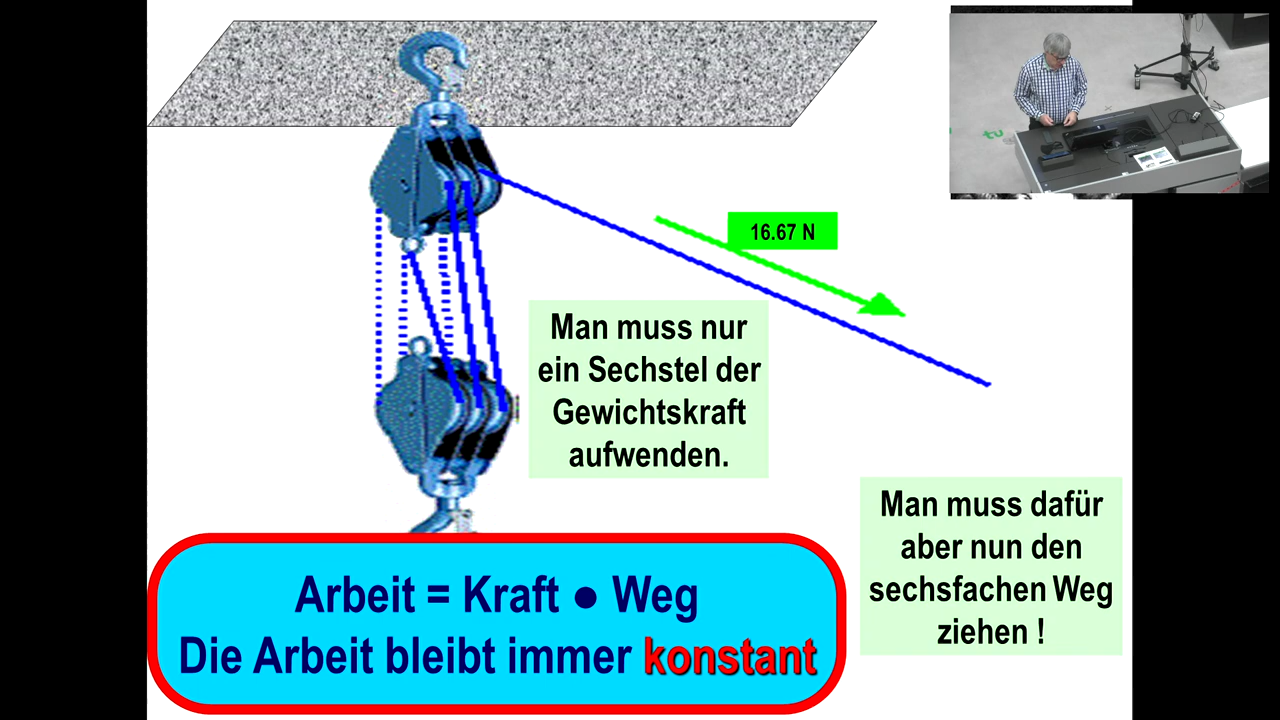 16.67 N
Man muss nur
ein Sechstel der
Gewichtskraft
aufwenden.
Man muss dafür
aber nun den
sechsfachen Weg
ziehen !
Arbeit = Kraft ● Weg
Die Arbeit bleibt immer konstant